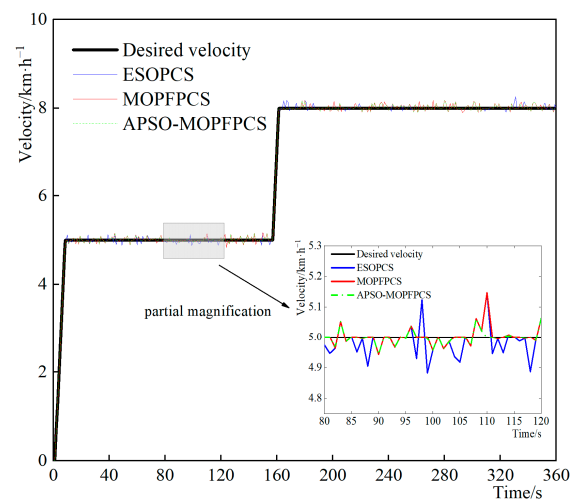 Velocity/km·h⁻¹
10
8
6
4
2
0
Desired velocity
ESOPCS
MOPFPCS
APSO-MOPFPCS
partial magnification
Velocity/km·h⁻¹
5.3
5.2
5.1
5.0
4.9
4.8
Desired velocity
ESOPCS
MOPFPCS
APSO-MOPFPCS
80 85 90 95 100 105 110 115 120
Time/s
0 40 80 120 160 200 240 280 320 360
Time/s